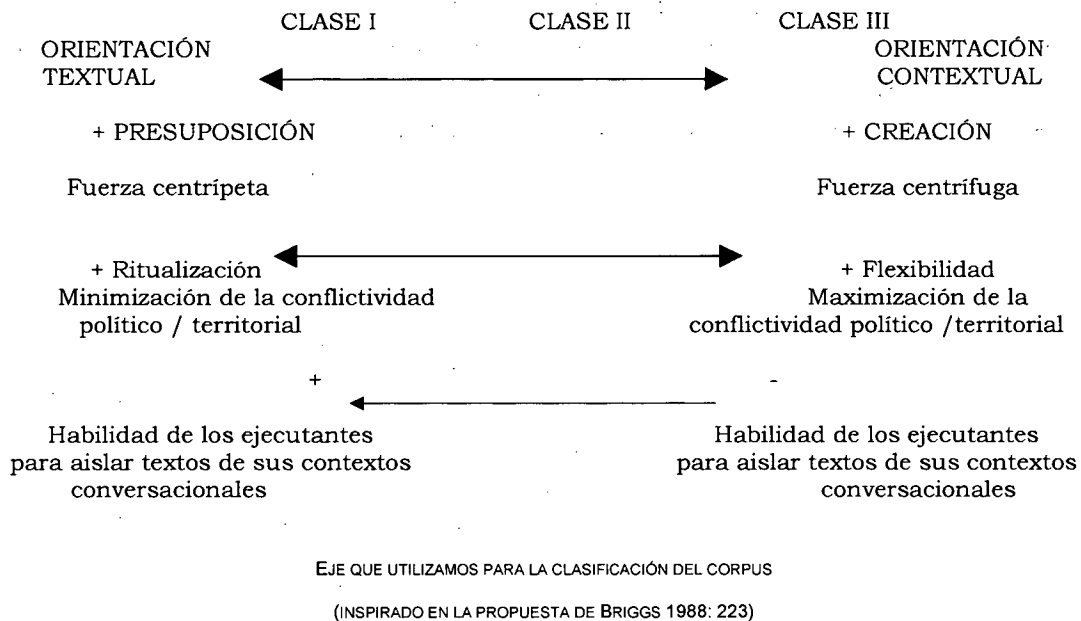 CLASE I CLASE II CLASE III
ORIENTACIÓN ORIENTACIÓN
TEXTUAL CONTEXTUAL
+ PRESUPOSICIÓN + CREACIÓN
Fuerza centrípeta Fuerza centrífuga
+ Ritualización + Flexibilidad
Minimización de la conflictividad Maximización de la
político / territorial conflictividad político /territorial
+ -
Habilidad de los ejecutantes Habilidad de los ejecutantes
para aislar textos de sus contextos para aislar textos de sus contextos
conversacionales conversacionales
EJE QUE UTILIZAMOS PARA LA CLASIFICACIÓN DEL CORPUS
(INSPIRADO EN LA PROPUESTA DE BRIGGS 1988: 223)